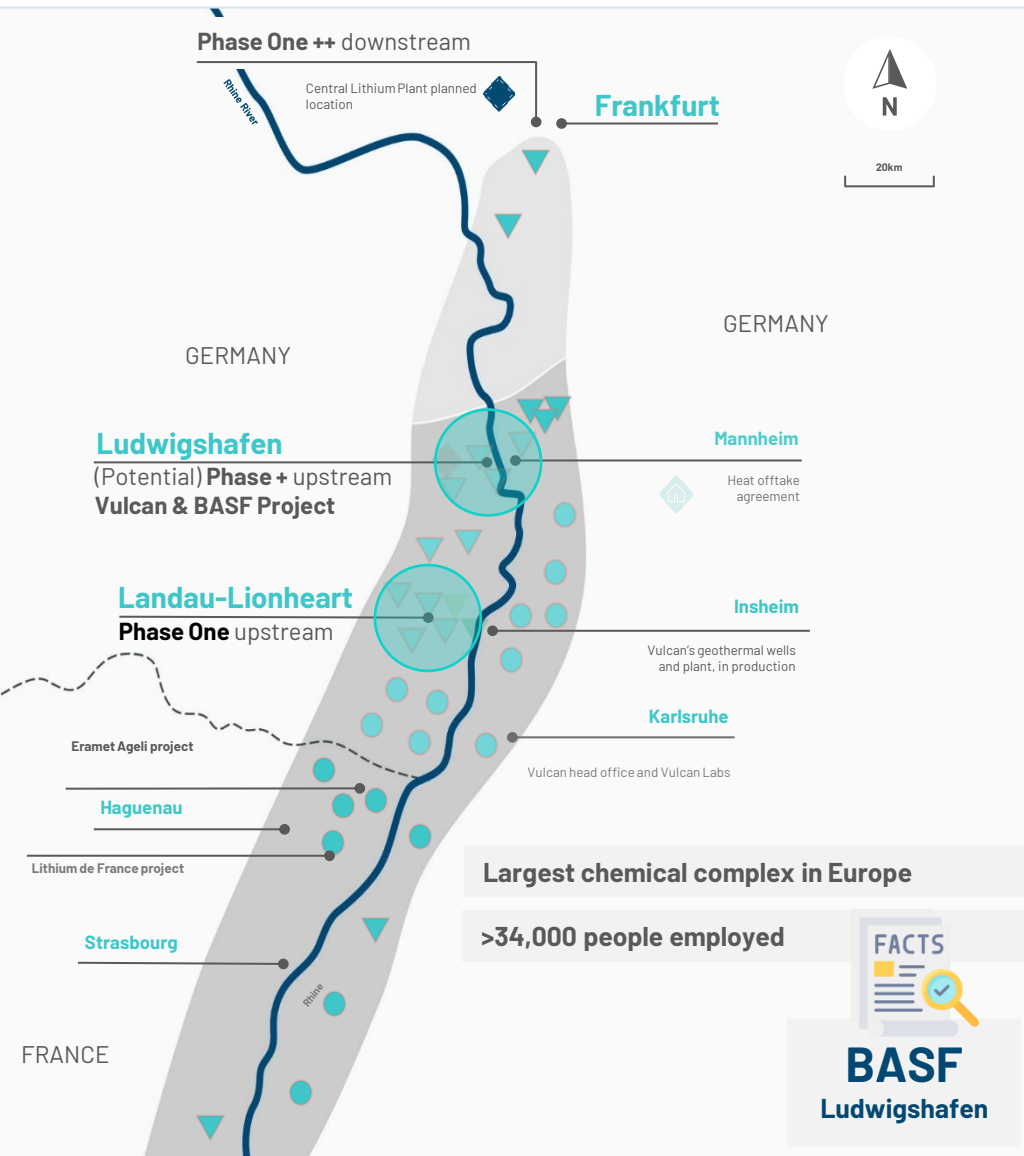 Phase One ++ downstream
Rhine River
Central Lithium Plant planned
location
Frankfurt
N
20km
GERMANY
GERMANY
Ludwigshafen
(Potential) Phase + upstream
Vulcan & BASF Project
Mannheim
Heat offtake
agreement
Landau-Lionheart
Phase One upstream
Insheim
Vulcan's geothermal wells
and plant, in production
Karlsruhe
Vulcan head office and Vulcan Labs
Eramet Ageli project
Haguenau
Lithium de France project
Largest chemical complex in Europe
>34,000 people employed
FACTS
Strasbourg
Rhine
FRANCE
BASF
Ludwigshafen